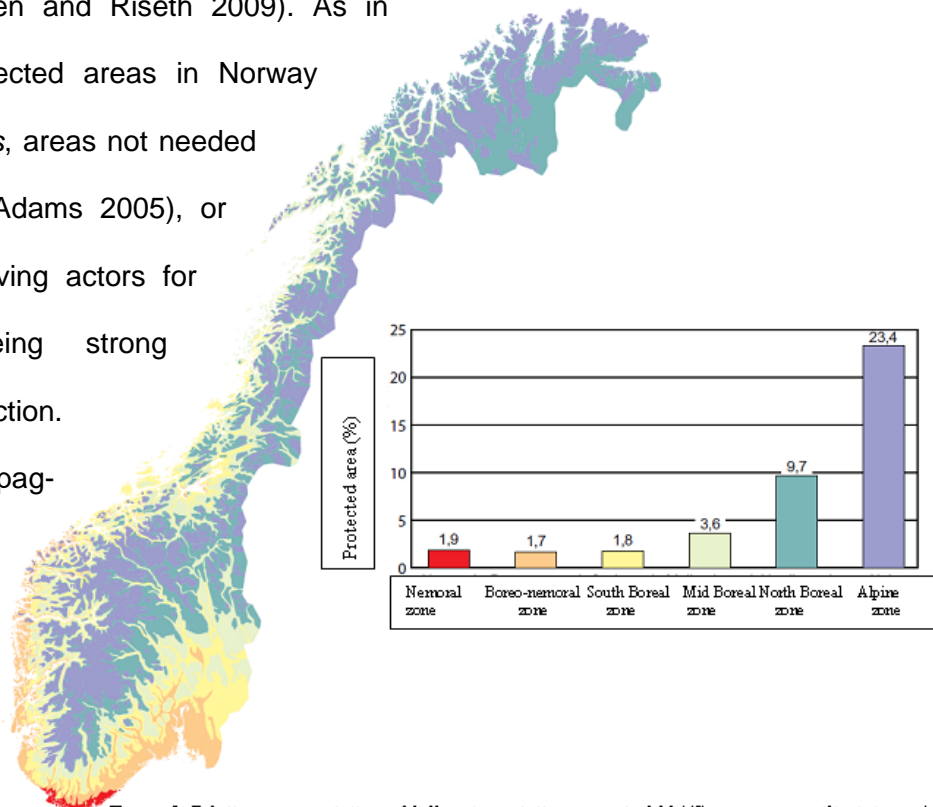 en and Riseth 2009). As in
ected areas in Norway
s, areas not needed
Adams 2005), or
ving actors for
eing strong
ction.
pag-
Protected area (%)
25
20
15
10
5
0
1,9
1,7
1,8
3,6
9,7
23,4
Nemoral
zone
Boreo-nemoral
zone
South Boreal
zone
Mid Boreal
zone
North Boreal
zone
Alpine
zone